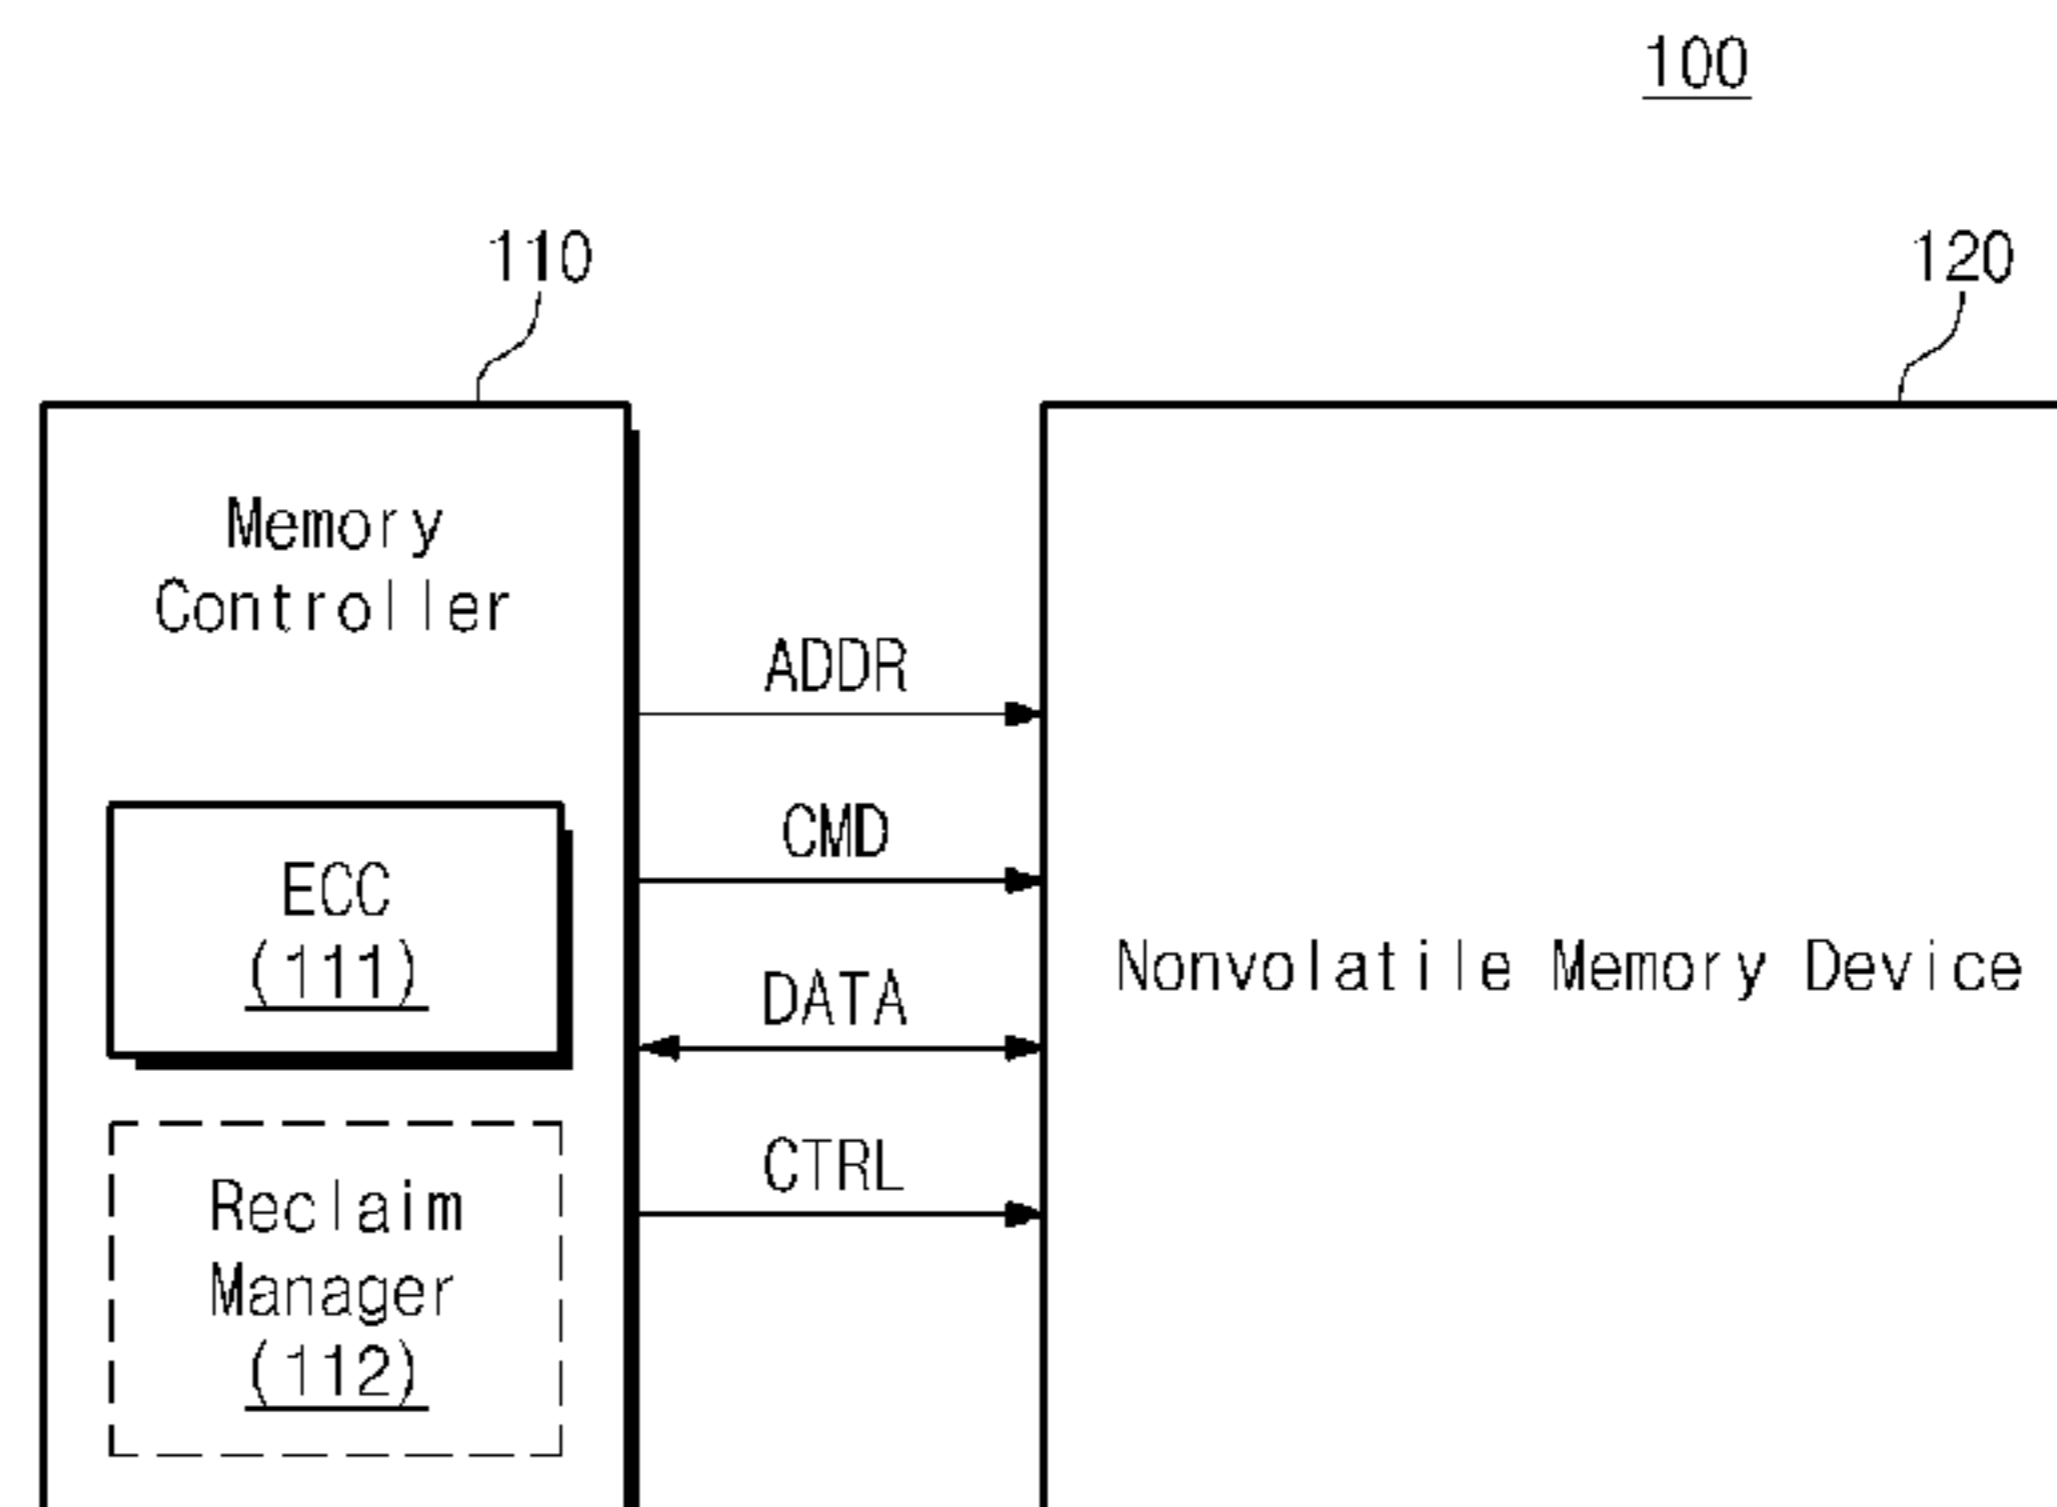 100
110
120
Memory
Controller
ADDR
CMD
ECC
(111)
DATA
Nonvolatile Memory Device
CTRL
Reclaim
Manager
(112)